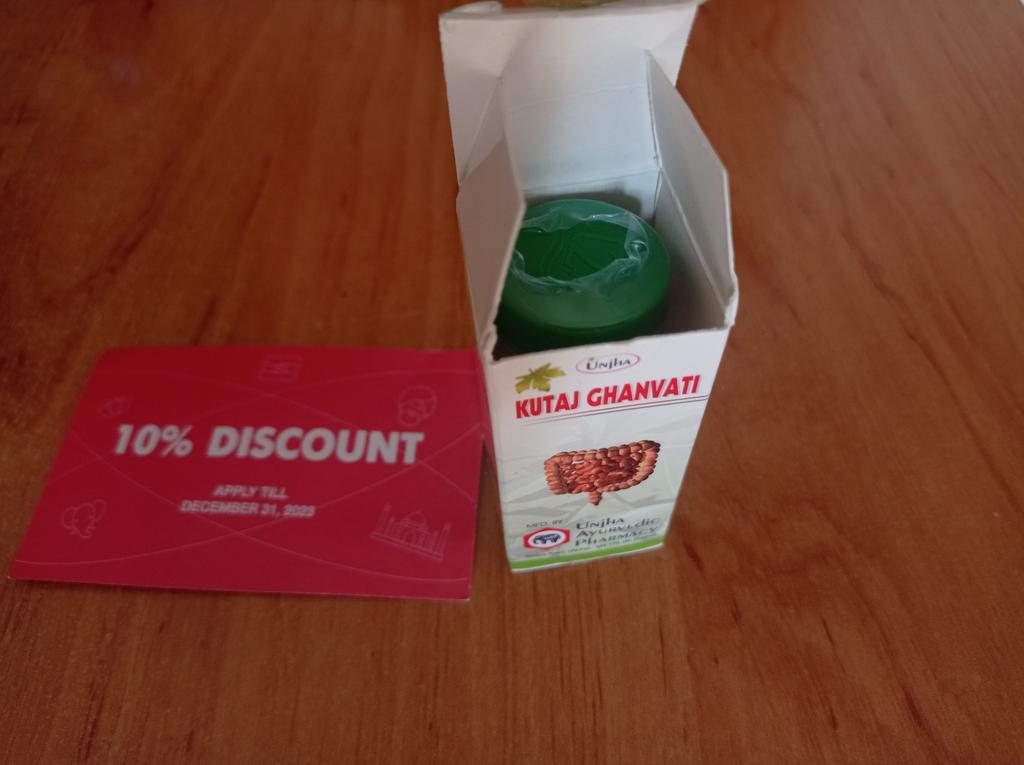 10% DISCOUNT
APPLY TILL
DECEMBER 31, 2023
UNJHA
KUTAJ GHANVATI
MFD. BY :
UNJHA
AYURVEDIC
PHARMACY